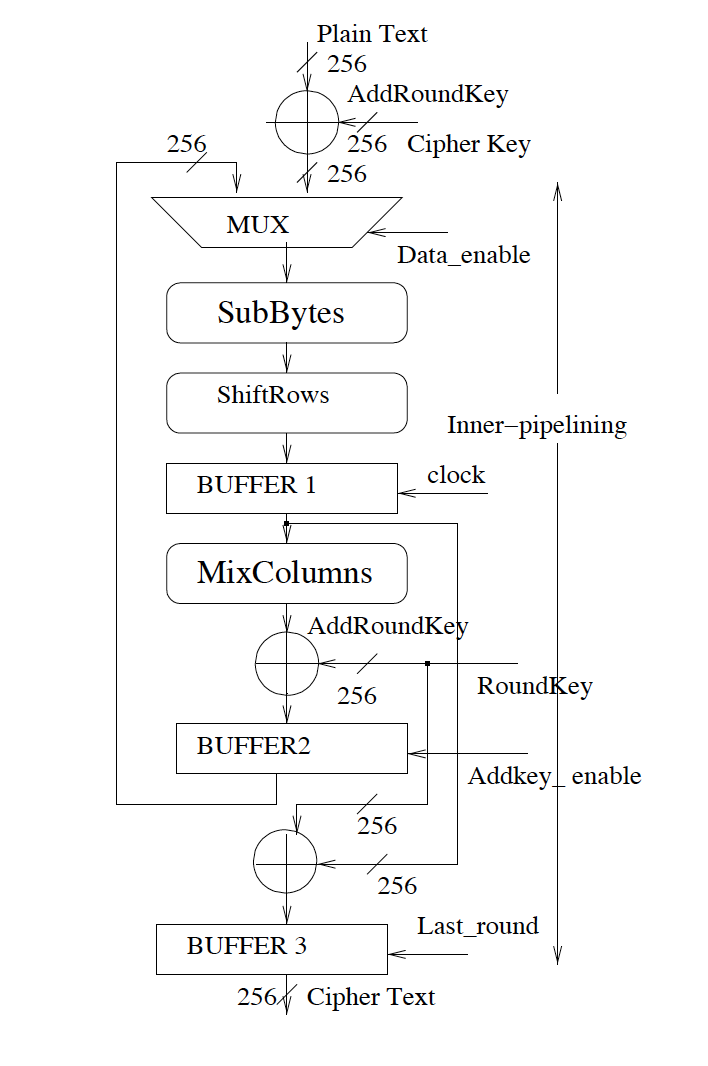 Plain Text
256
AddRoundKey
256
256 Cipher Key
256
MUX
Data_enable
SubBytes
ShiftRows
Inner−pipelining
clock
BUFFER 1
MixColumns
AddRoundKey
256
RoundKey
BUFFER2
Addkey_ enable
256
256
Last_round
BUFFER 3
256 Cipher Text